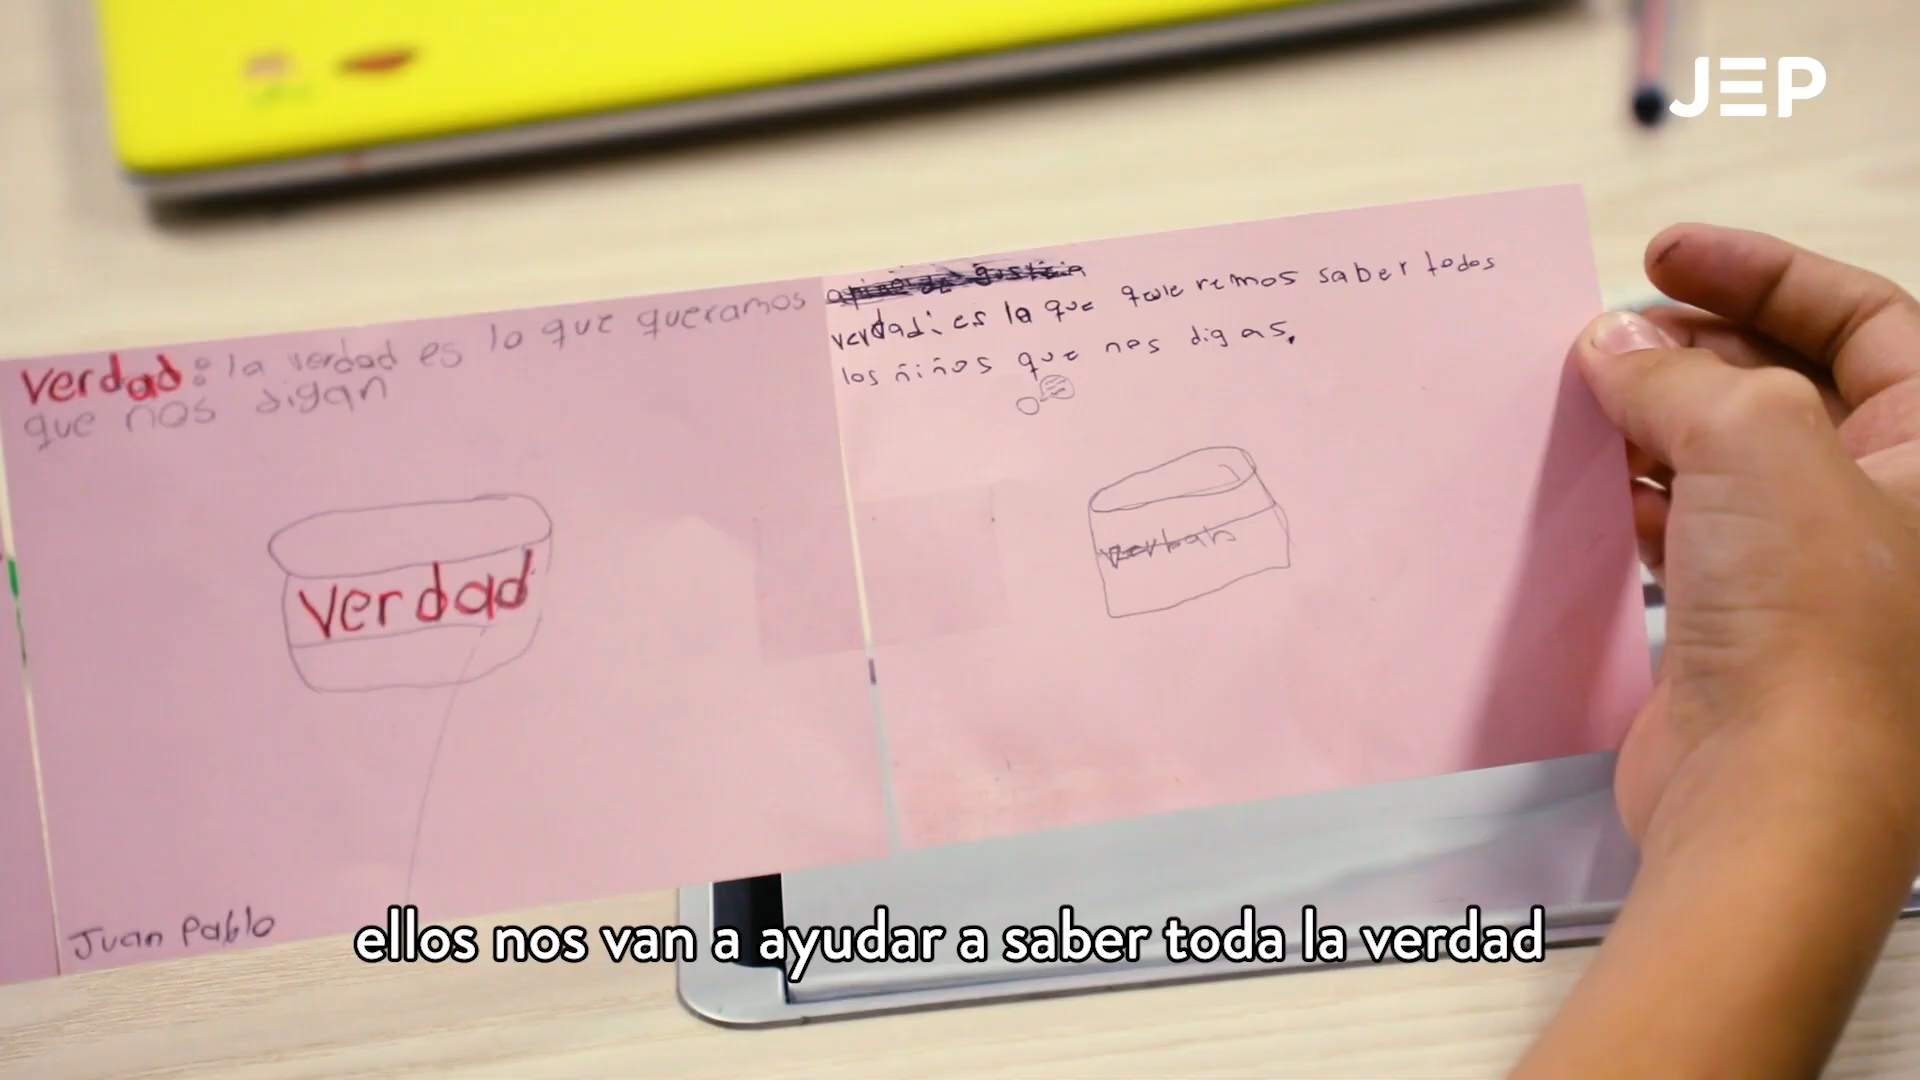 JEP
verdad: la verdad es lo que queramos
que nos digan
verdad
Juan Pablo
verdad: es la que queremos saber todos
los niños que nos digas.
ellos nos van a ayudar a saber toda la verdad